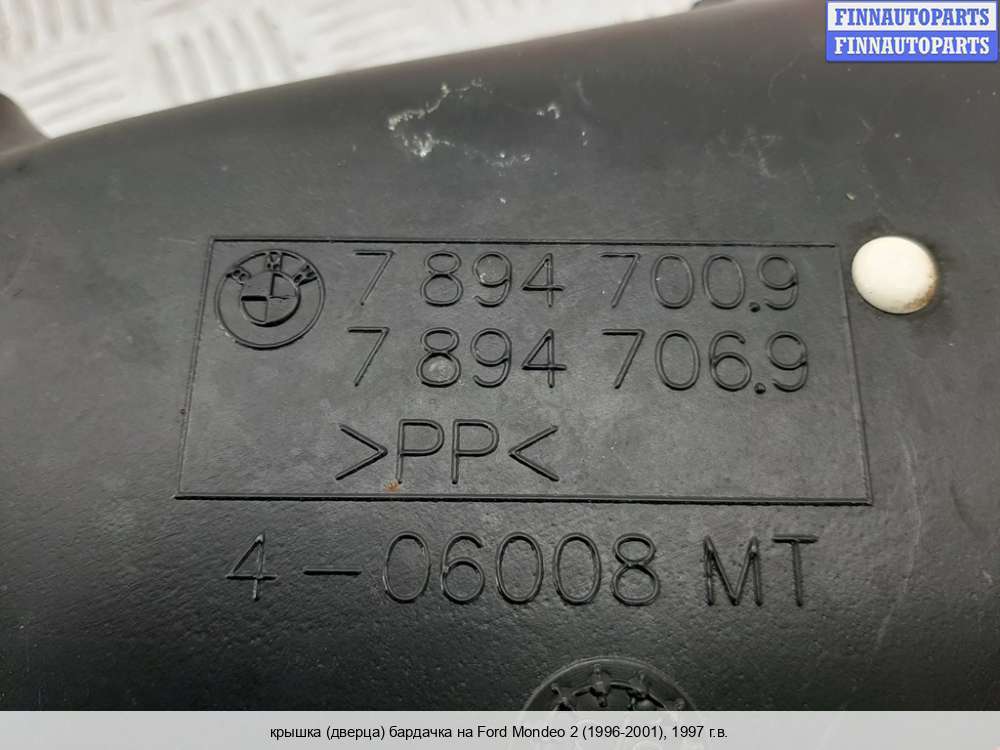 FINNAUTOPARTS
FINNAUTOPARTS
BMW
7 894 700.9
7 894 706.9
>PP<
4-06008 MT
крышка (дверца) бардачка на Ford Mondeo 2 (1996-2001), 1997 г.в.